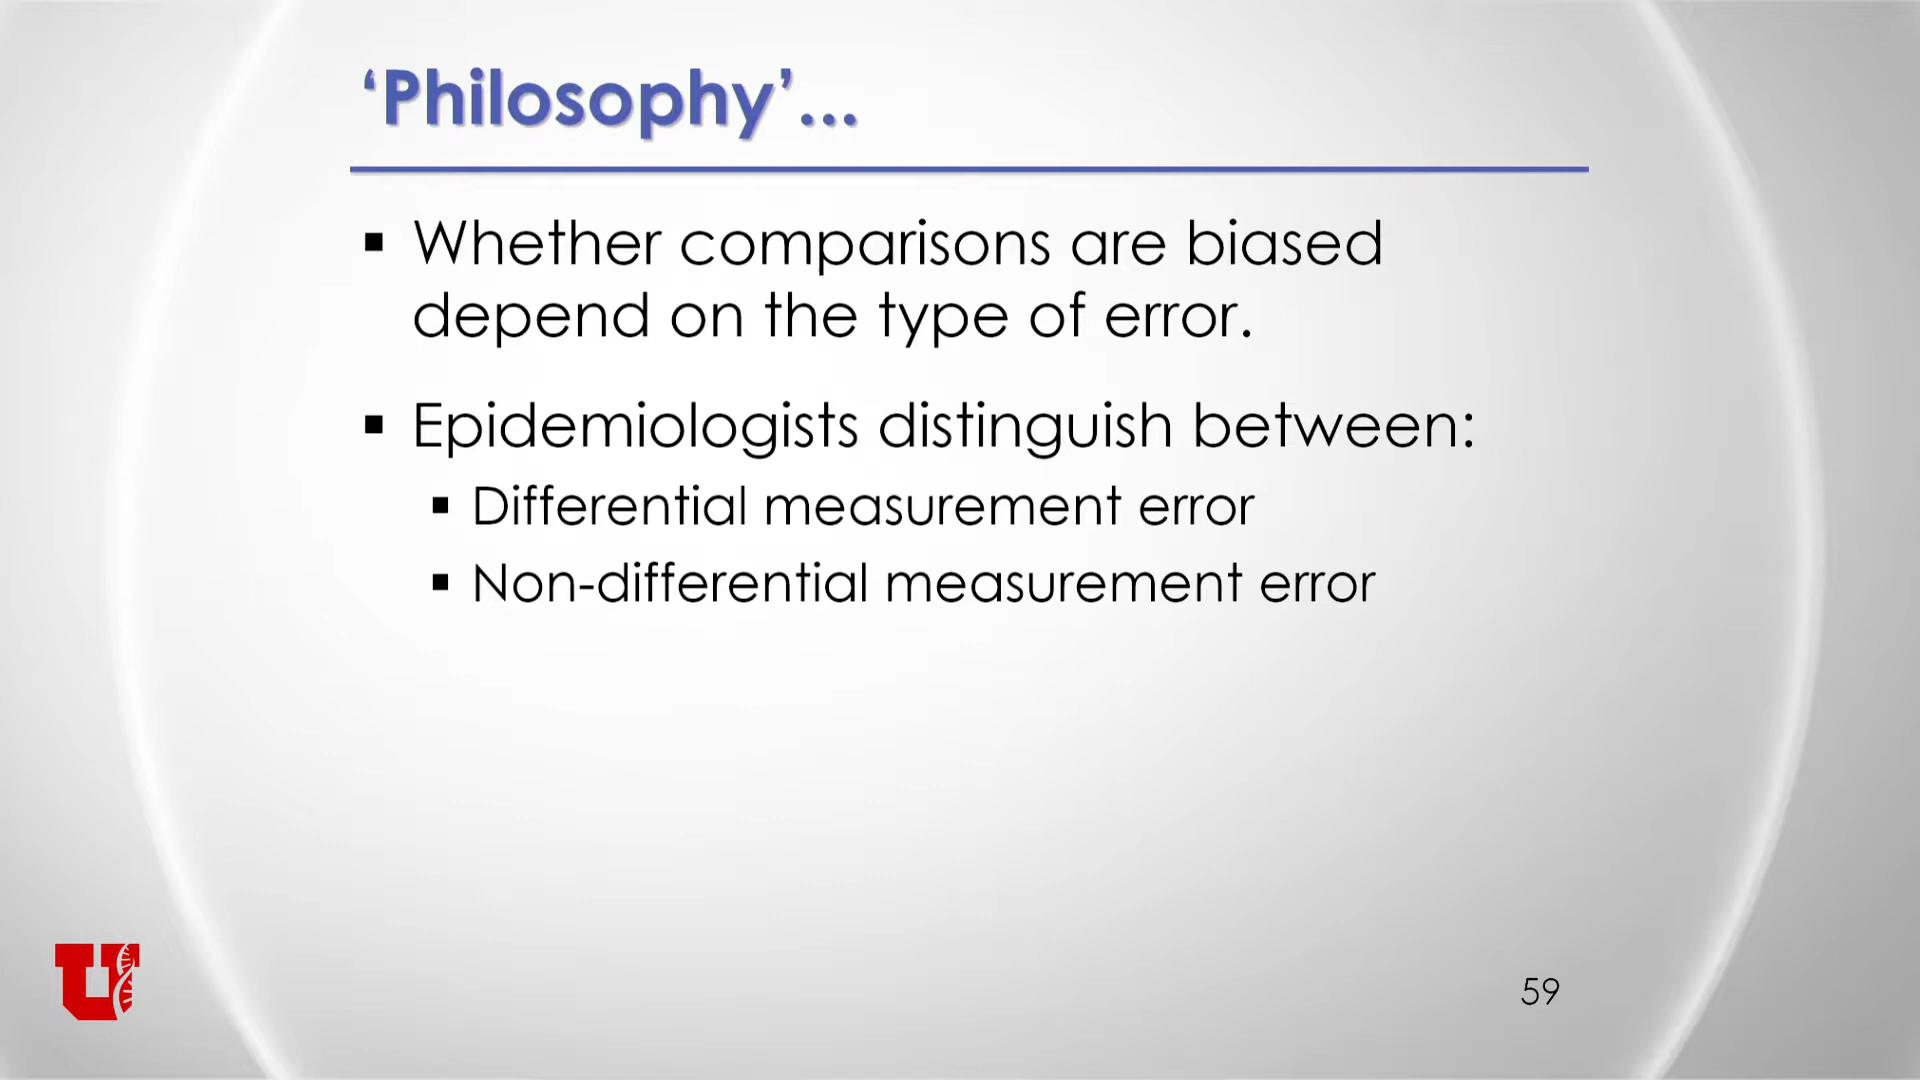 ‘Philosophy’...
▪ Whether comparisons are biased
depend on the type of error.
▪ Epidemiologists distinguish between:
▪ Differential measurement error
▪ Non-differential measurement error
U
59